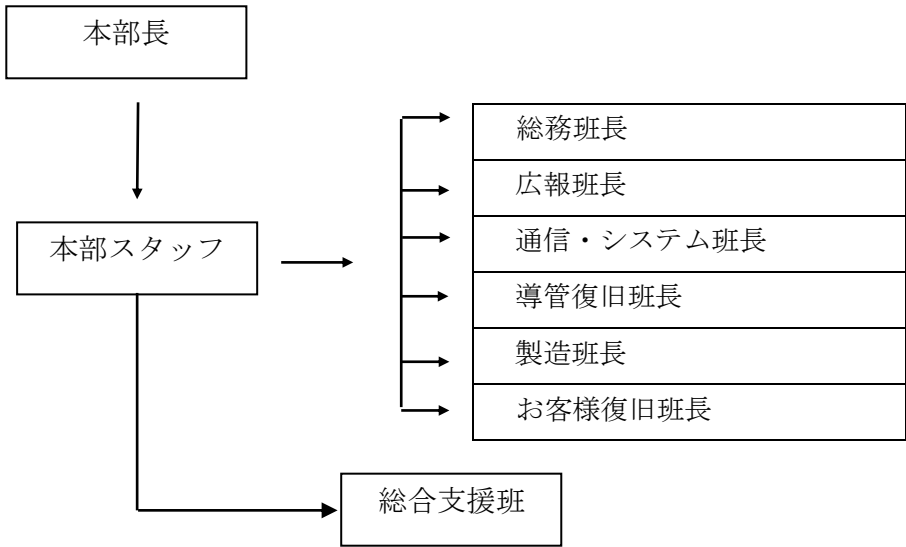 本部長
総務班長
広報班長
本部スタッフ
通信・システム班長
導管復旧班長
製造班長
お客様復旧班長
総合支援班